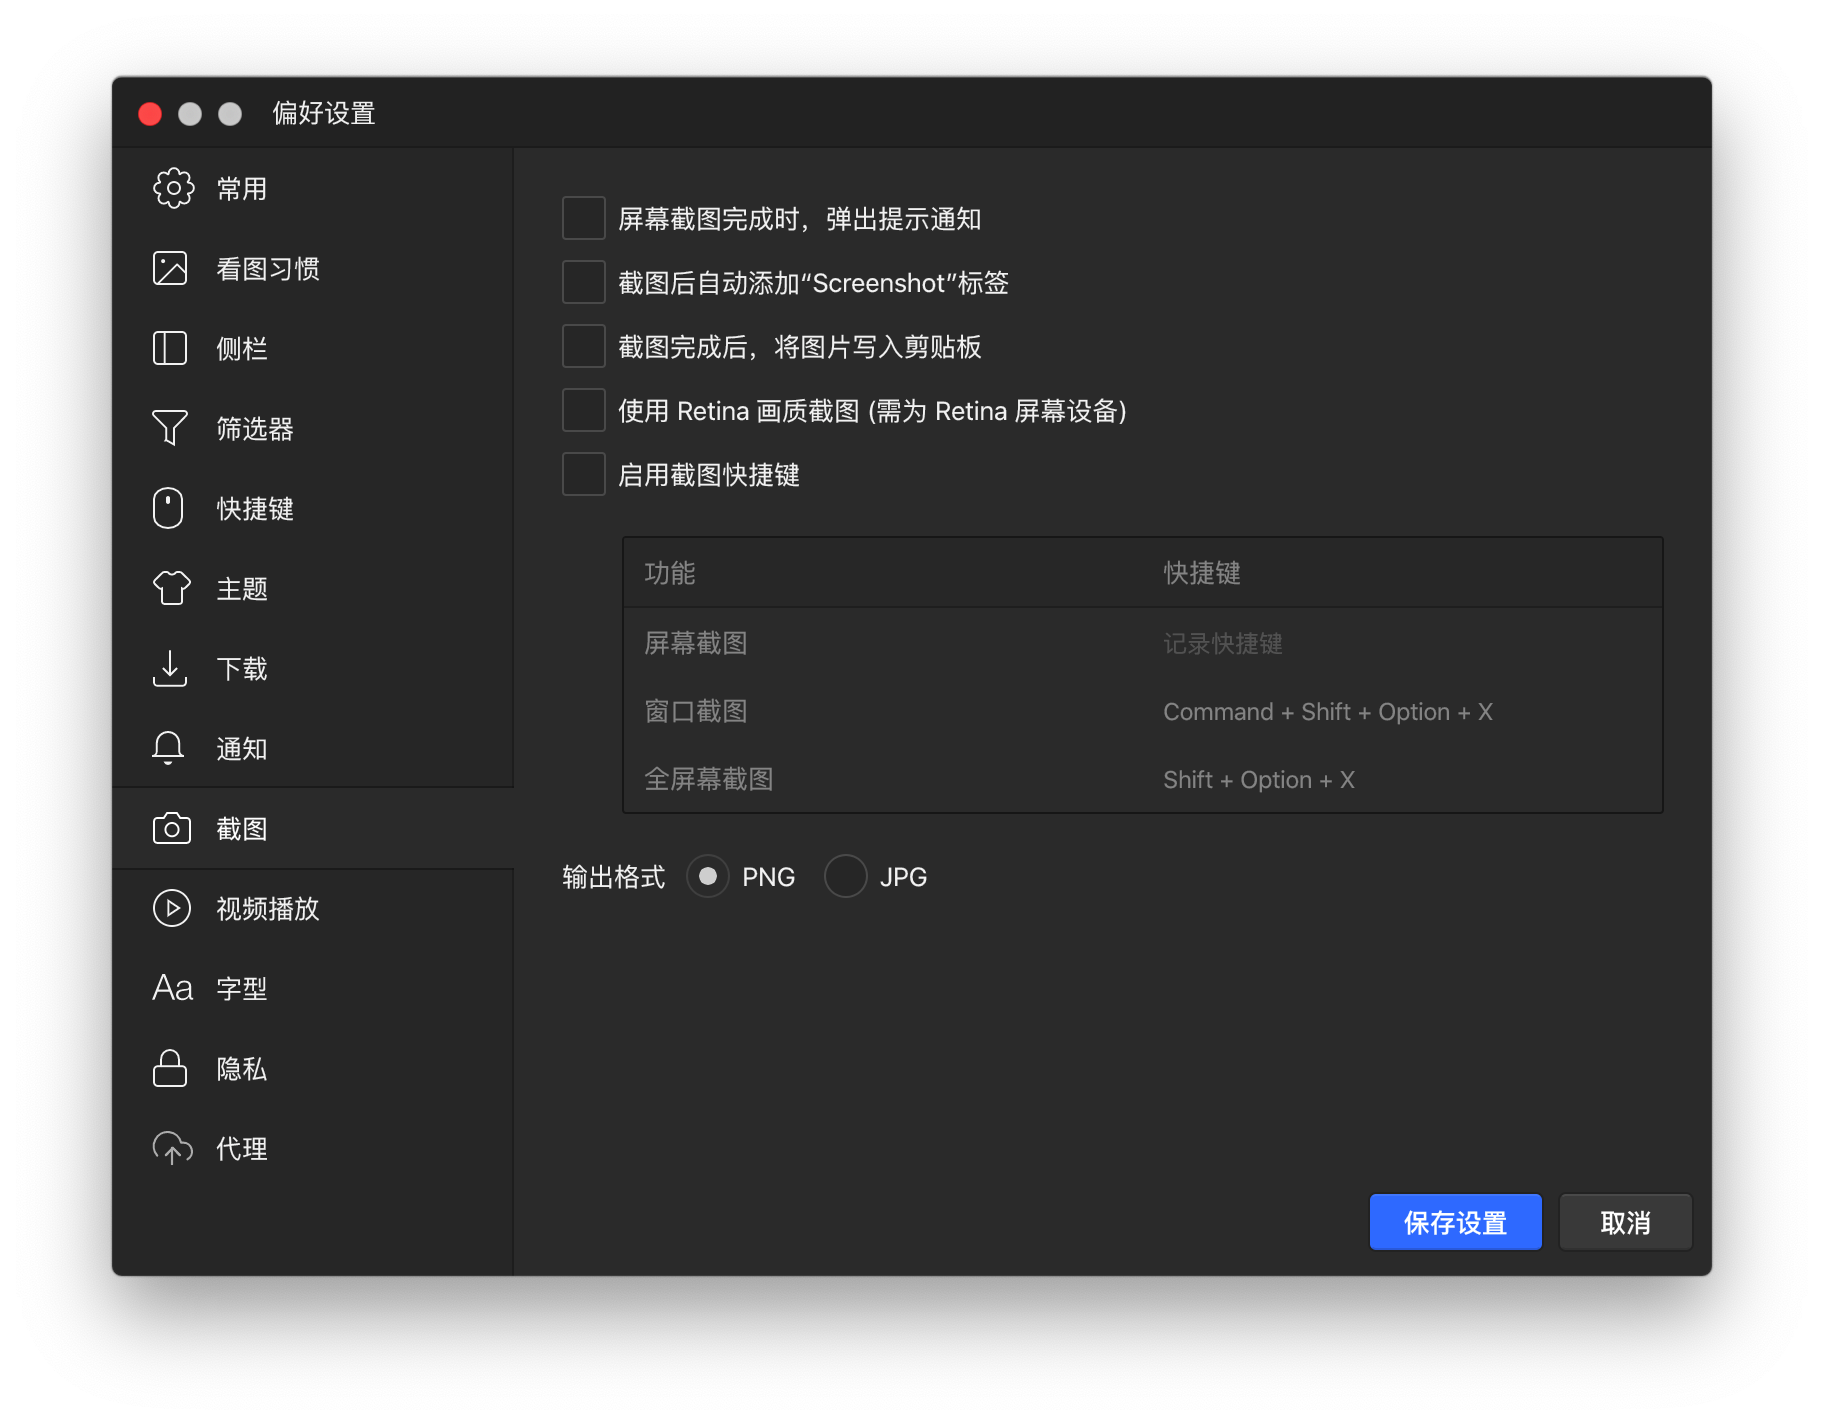 偏好设置
常用
看图习惯
侧栏
筛选器
快捷键
主题
下载
通知
截图
视频播放
Aa 字型
隐私
代理
屏幕截图完成时，弹出提示通知
截图后自动添加“Screenshot”标签
截图完成后，将图片写入剪贴板
使用 Retina 画质截图 (需为 Retina 屏幕设备)
启用截图快捷键
功能 快捷键
屏幕截图 记录快捷键
窗口截图 Command + Shift + Option + X
全屏幕截图 Shift + Option + X
输出格式 PNG JPG
保存设置 取消